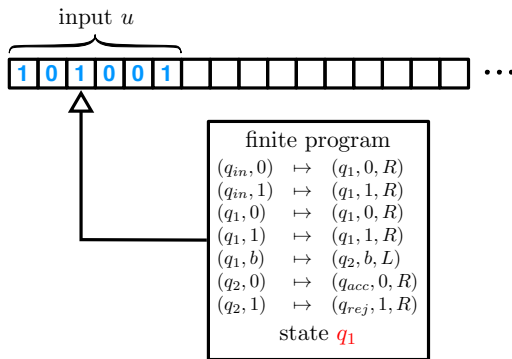 input u
1 0 1 0 0 1 ...
finite program
(q_in, 0) ↦ (q_1, 0, R)
(q_in, 1) ↦ (q_1, 1, R)
(q_1, 0) ↦ (q_1, 0, R)
(q_1, 1) ↦ (q_1, 1, R)
(q_1, b) ↦ (q_2, b, L)
(q_2, 0) ↦ (q_acc, 0, R)
(q_2, 1) ↦ (q_rej, 1, R)
state q_1